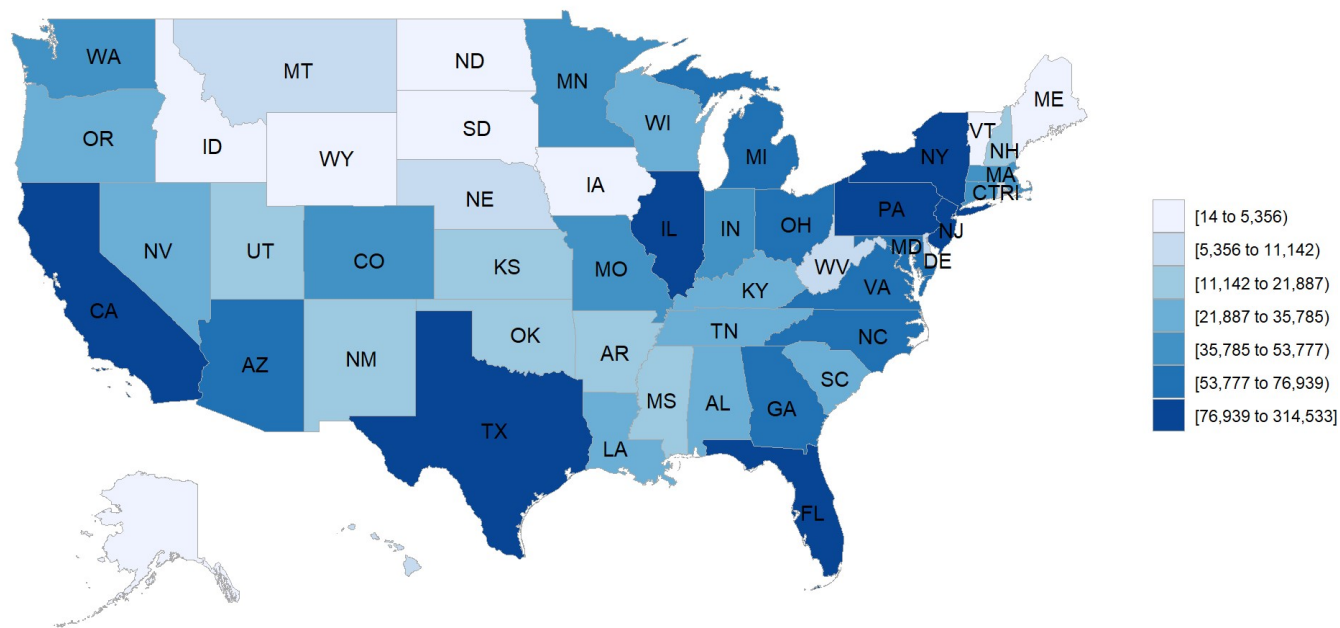 WA
MT
ND
MN
ME
OR
ID
SD
WI
VT
NH
WY
MI
NY
MA
CTRI
NE
IA
PA
NV
UT
CO
KS
MO
IL
IN
OH
NJ
MD
DE
WV
VA
CA
KY
AZ
NM
OK
AR
TN
NC
SC
MS
AL
GA
TX
LA
FL
[14 to 5,356)
[5,356 to 11,142)
[11,142 to 21,887)
[21,887 to 35,785)
[35,785 to 53,777)
[53,777 to 76,939)
[76,939 to 314,533]